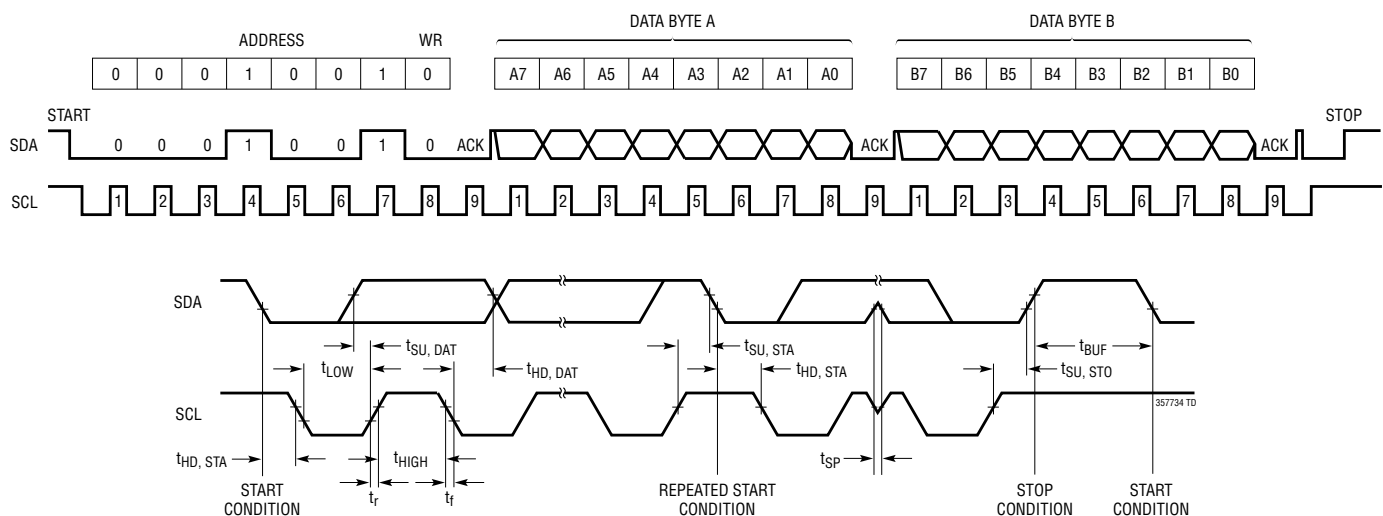 DATA BYTE A DATA BYTE B
ADDRESS WR
0 0 0 1 0 0 1 0 A7 A6 A5 A4 A3 A2 A1 A0 B7 B6 B5 B4 B3 B2 B1 B0
START STOP
SDA 0 0 0 1 0 0 1 0 ACK ACK ACK
SCL 1 2 3 4 5 6 7 8 9 1 2 3 4 5 6 7 8 9 1 2 3 4 5 6 7 8 9
SDA
tSU, DAT tSU, STA tBUF
tLOW tHD, DAT tHD, STA tSU, STO
SCL 357734 TD
tHD, STA tHIGH tSP
tr tf
START CONDITION
REPEATED START CONDITION
STOP CONDITION
START CONDITION